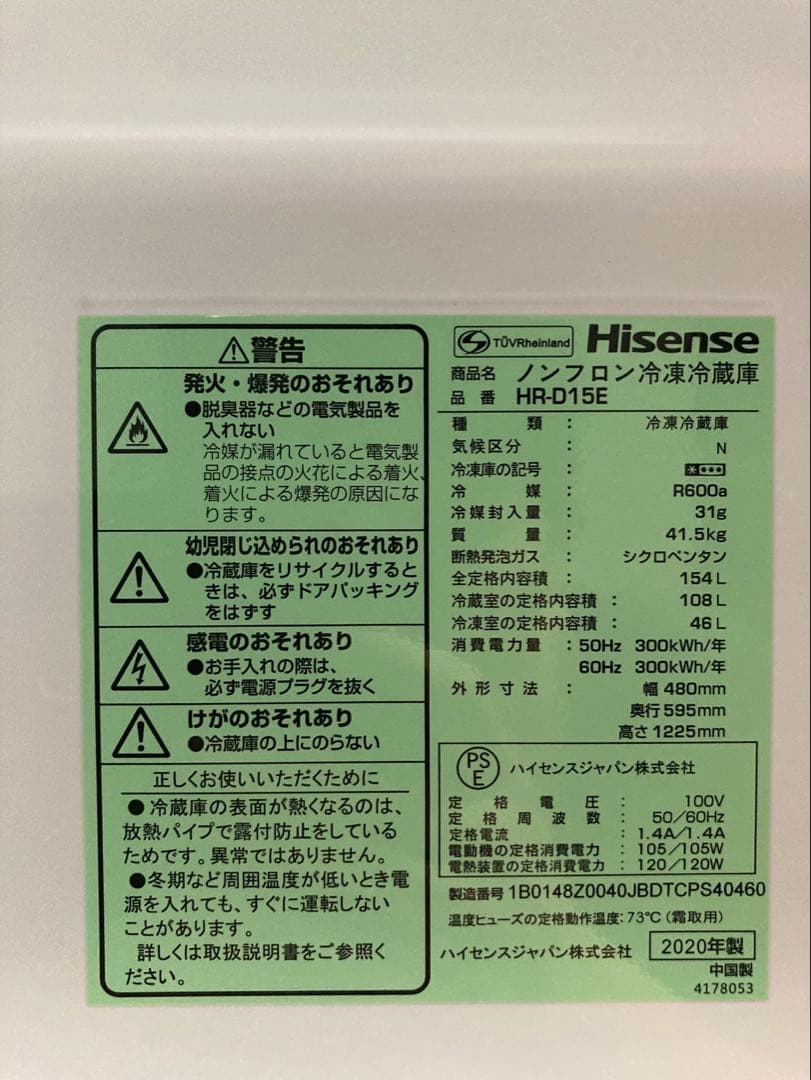 警告
発火・爆発のおそれあり
●脱臭器などの電気製品を
入れない
冷媒が漏れていると電気製
品の接点の火花による着火、
着火による爆発の原因にな
ります。
幼児閉じ込められのおそれあり
●冷蔵庫をリサイクルすると
きは、必ずドアパッキング
をはずす
感電のおそれあり
●お手入れの際は、
必ず電源プラグを抜く
けがのおそれあり
●冷蔵庫の上にのらない
正しくお使いいただくために
●冷蔵庫の表面が熱くなるのは、
放熱パイプで露付防止をしている
ためです。異常ではありません。
●冬期など周囲温度が低いとき電
源を入れても、すぐに運転しない
ことがあります。
詳しくは取扱説明書をご参照く
ださい。
TÜVRheinland Hisense
商品名 ノンフロン冷凍冷蔵庫
品番 HR-D15E
種類： 冷凍冷蔵庫
気候区分： N
冷凍庫の記号：
冷媒： R600a
冷媒封入量： 31g
質量： 41.5kg
断熱発泡ガス： シクロペンタン
全定格内容積： 154L
冷蔵室の定格内容積： 108L
冷凍室の定格内容積： 46L
消費電力量：50Hz 300kWh/年
60Hz 300kWh/年
外形寸法： 幅 480mm
奥行 595mm
高さ 1225mm
PSE ハイセンスジャパン株式会社
定格電圧： 100V
定格周波数： 50/60Hz
定格電流： 1.4A/1.4A
電動機の定格消費電力： 105/105W
電熱装置の定格消費電力： 120/120W
製造番号 1B0148Z0040JBDTCPS40460
温度ヒューズの定格動作温度：73℃（霜取用）
ハイセンスジャパン株式会社 2020年製
中国製
4178053